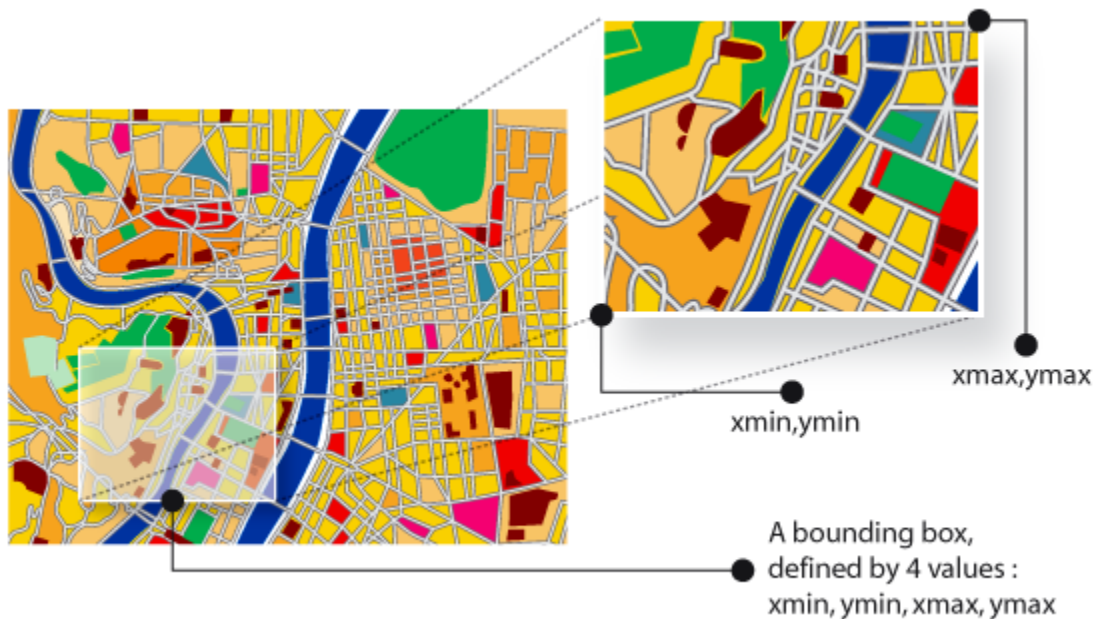 xmax,ymax
xmin,ymin
A bounding box,
defined by 4 values :
xmin, ymin, xmax, ymax